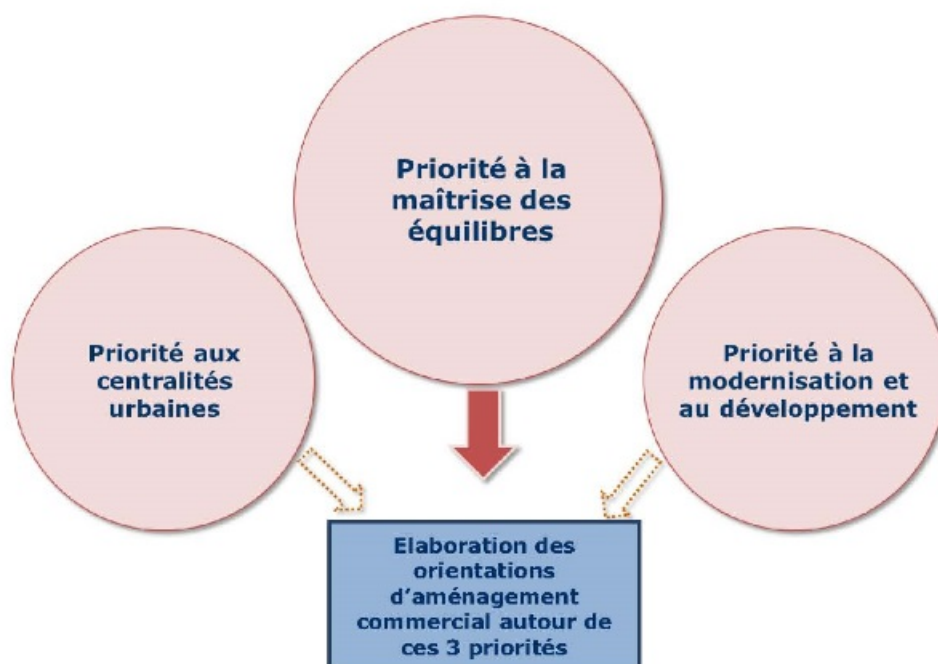 Priorité à la
maîtrise des
équilibres
Priorité aux
centralités
urbaines
Priorité à la
modernisation et
au développement
Elaboration des
orientations
d'aménagement
commercial autour de
ces 3 priorités